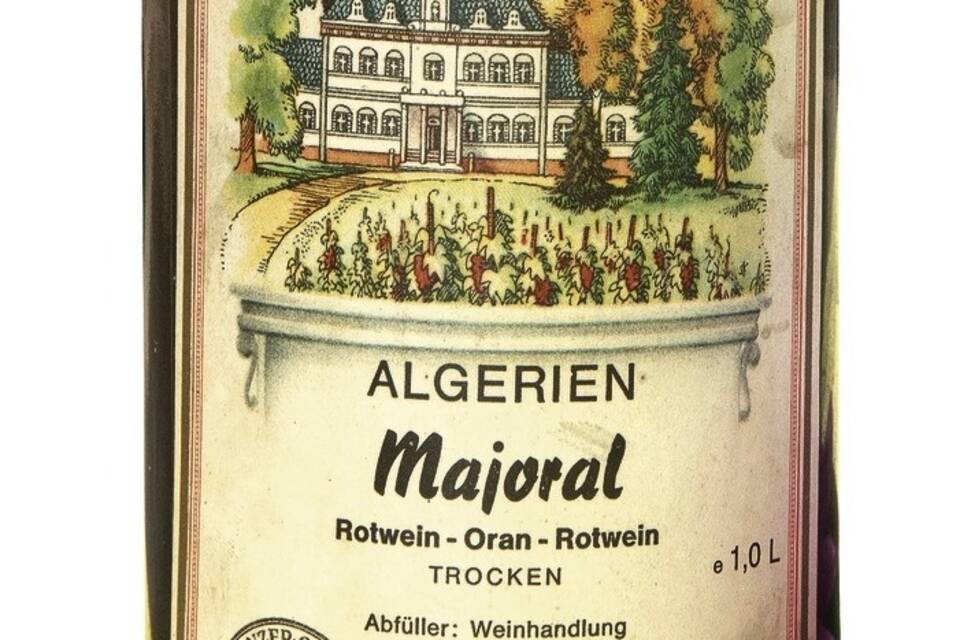 ALGERIEN
Majoral
Rotwein - Oran - Rotwein
TROCKEN
e 1,0 L
Abfüller: Weinhandlung